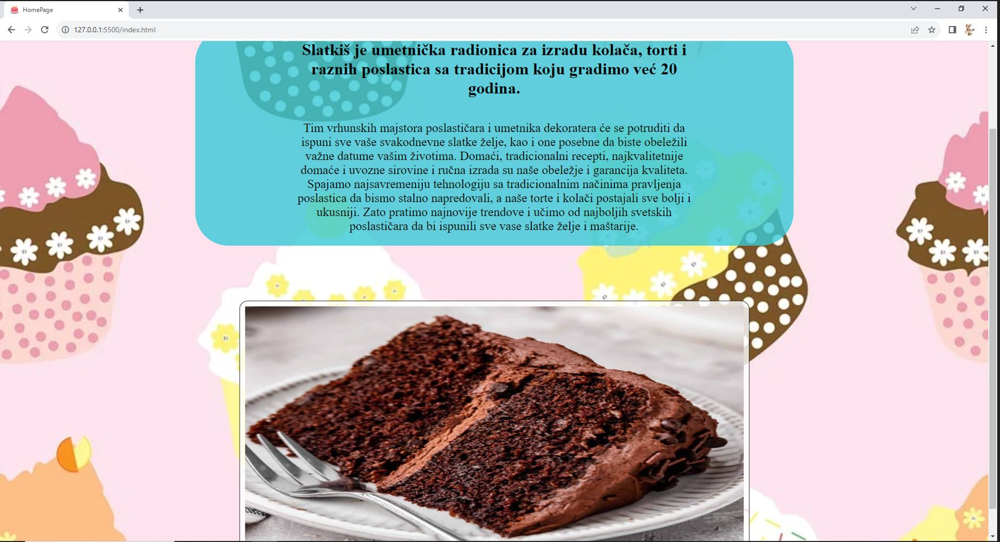 HomePage
127.0.0.1:5500/index.html
Slatkiš je umetnička radionica za izradu kolača, torti i
raznih poslastica sa tradicijom koju gradimo već 20
godina.
Tim vrhunskih majstora poslastičara i umetnika dekoratera će se potruditi da
ispuni sve vaše svakodnevne slatke želje, kao i one posebne da biste obeležili
važne datume vašim životima. Domaći, tradicionalni recepti, najkvalitetnije
domaće i uvozne sirovine i ručna izrada su naše obeležje i garancija kvaliteta.
Spajamo najsavremeniju tehnologiju sa tradicionalnim načinima pravljenja
poslastica da bismo stalno napredovali, a naše torte i kolači postajali sve bolji i
ukusniji. Zato pratimo najnovije trendove i učimo od najboljih svetskih
poslastičara da bi ispunili sve vase slatke želje i maštarije.